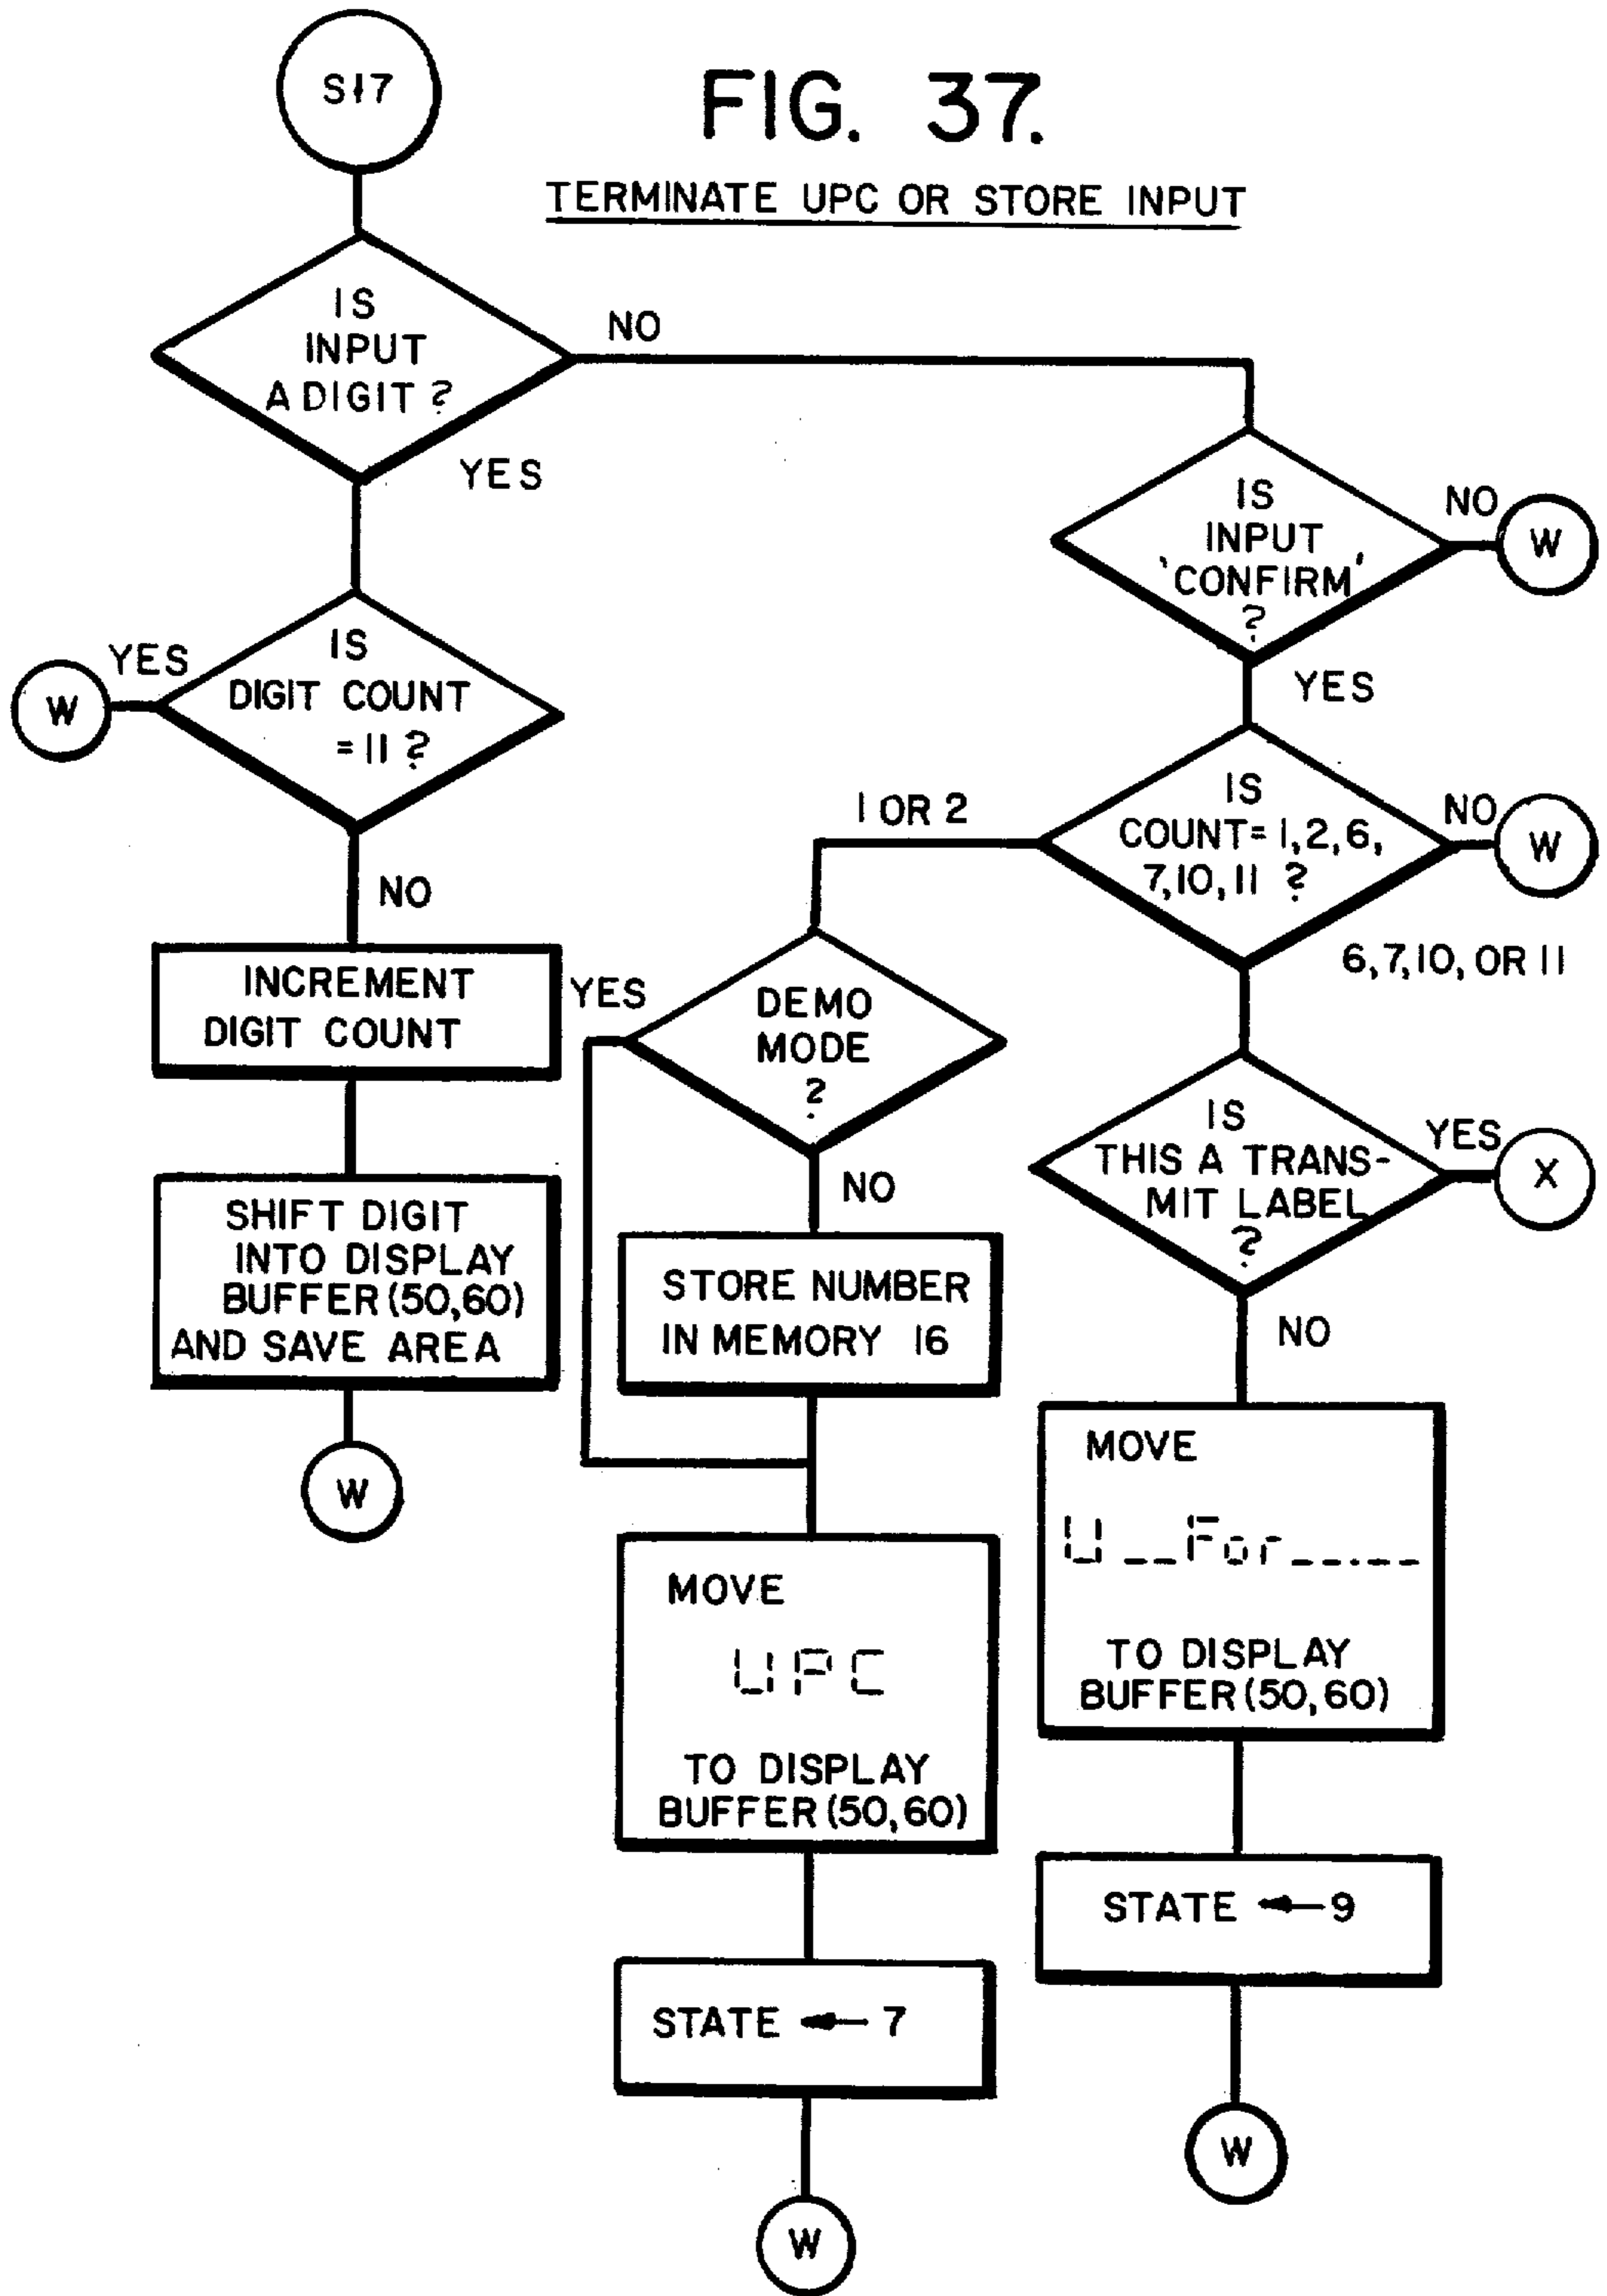 S17
FIG. 37.
TERMINATE UPC OR STORE INPUT
IS
INPUT
A DIGIT ?
NO
YES
IS
INPUT
'CONFIRM'
?
NO
W
YES
IS
DIGIT COUNT
= 11 ?
YES
W
NO
IS
COUNT= 1,2,6,
7,10,11 ?
NO
W
1 OR 2
6,7,10, OR 11
INCREMENT
DIGIT COUNT
DEMO
MODE
?
YES
NO
IS
THIS A TRANS-
MIT LABEL
?
YES
X
NO
SHIFT DIGIT
INTO DISPLAY
BUFFER(50,60)
AND SAVE AREA
W
STORE NUMBER
IN MEMORY 16
MOVE
U __For__.__
TO DISPLAY
BUFFER(50,60)
MOVE
UPC
TO DISPLAY
BUFFER(50,60)
STATE ←9
W
STATE ← 7
W